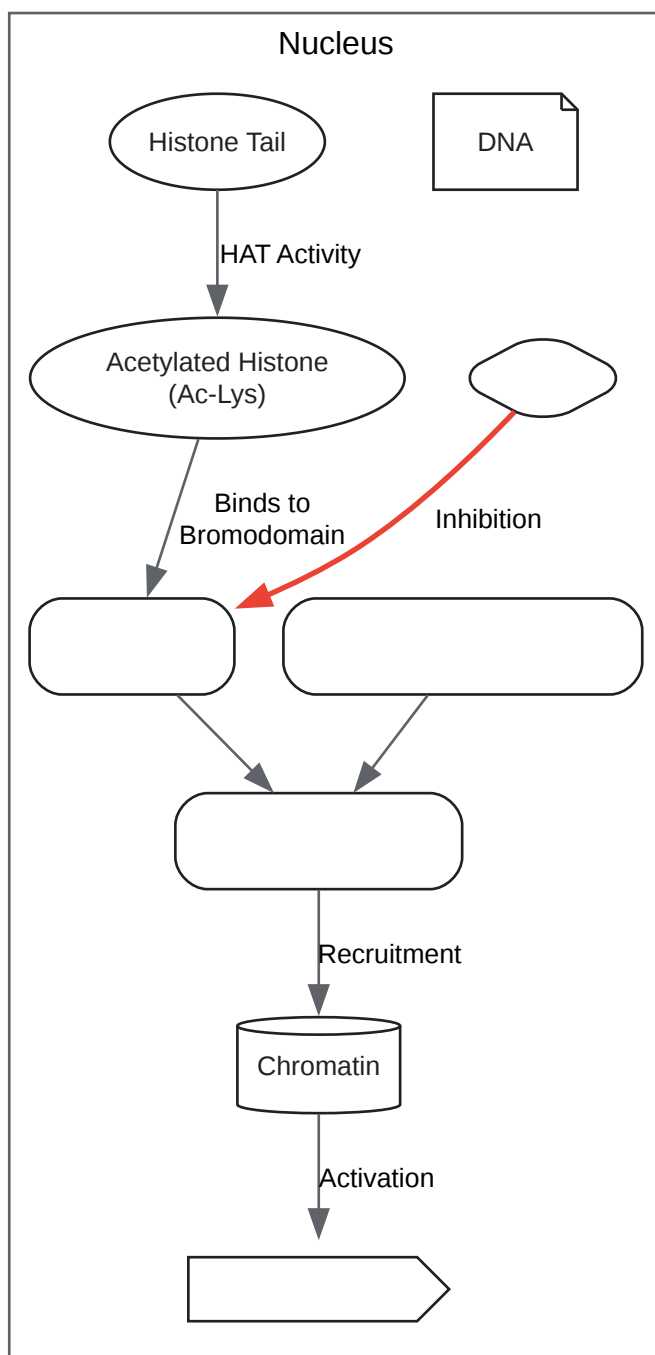 Nucleus
Histone Tail
DNA
HAT Activity
Acetylated Histone
(Ac-Lys)
Binds to
Bromodomain
Inhibition
Recruitment
Chromatin
Activation